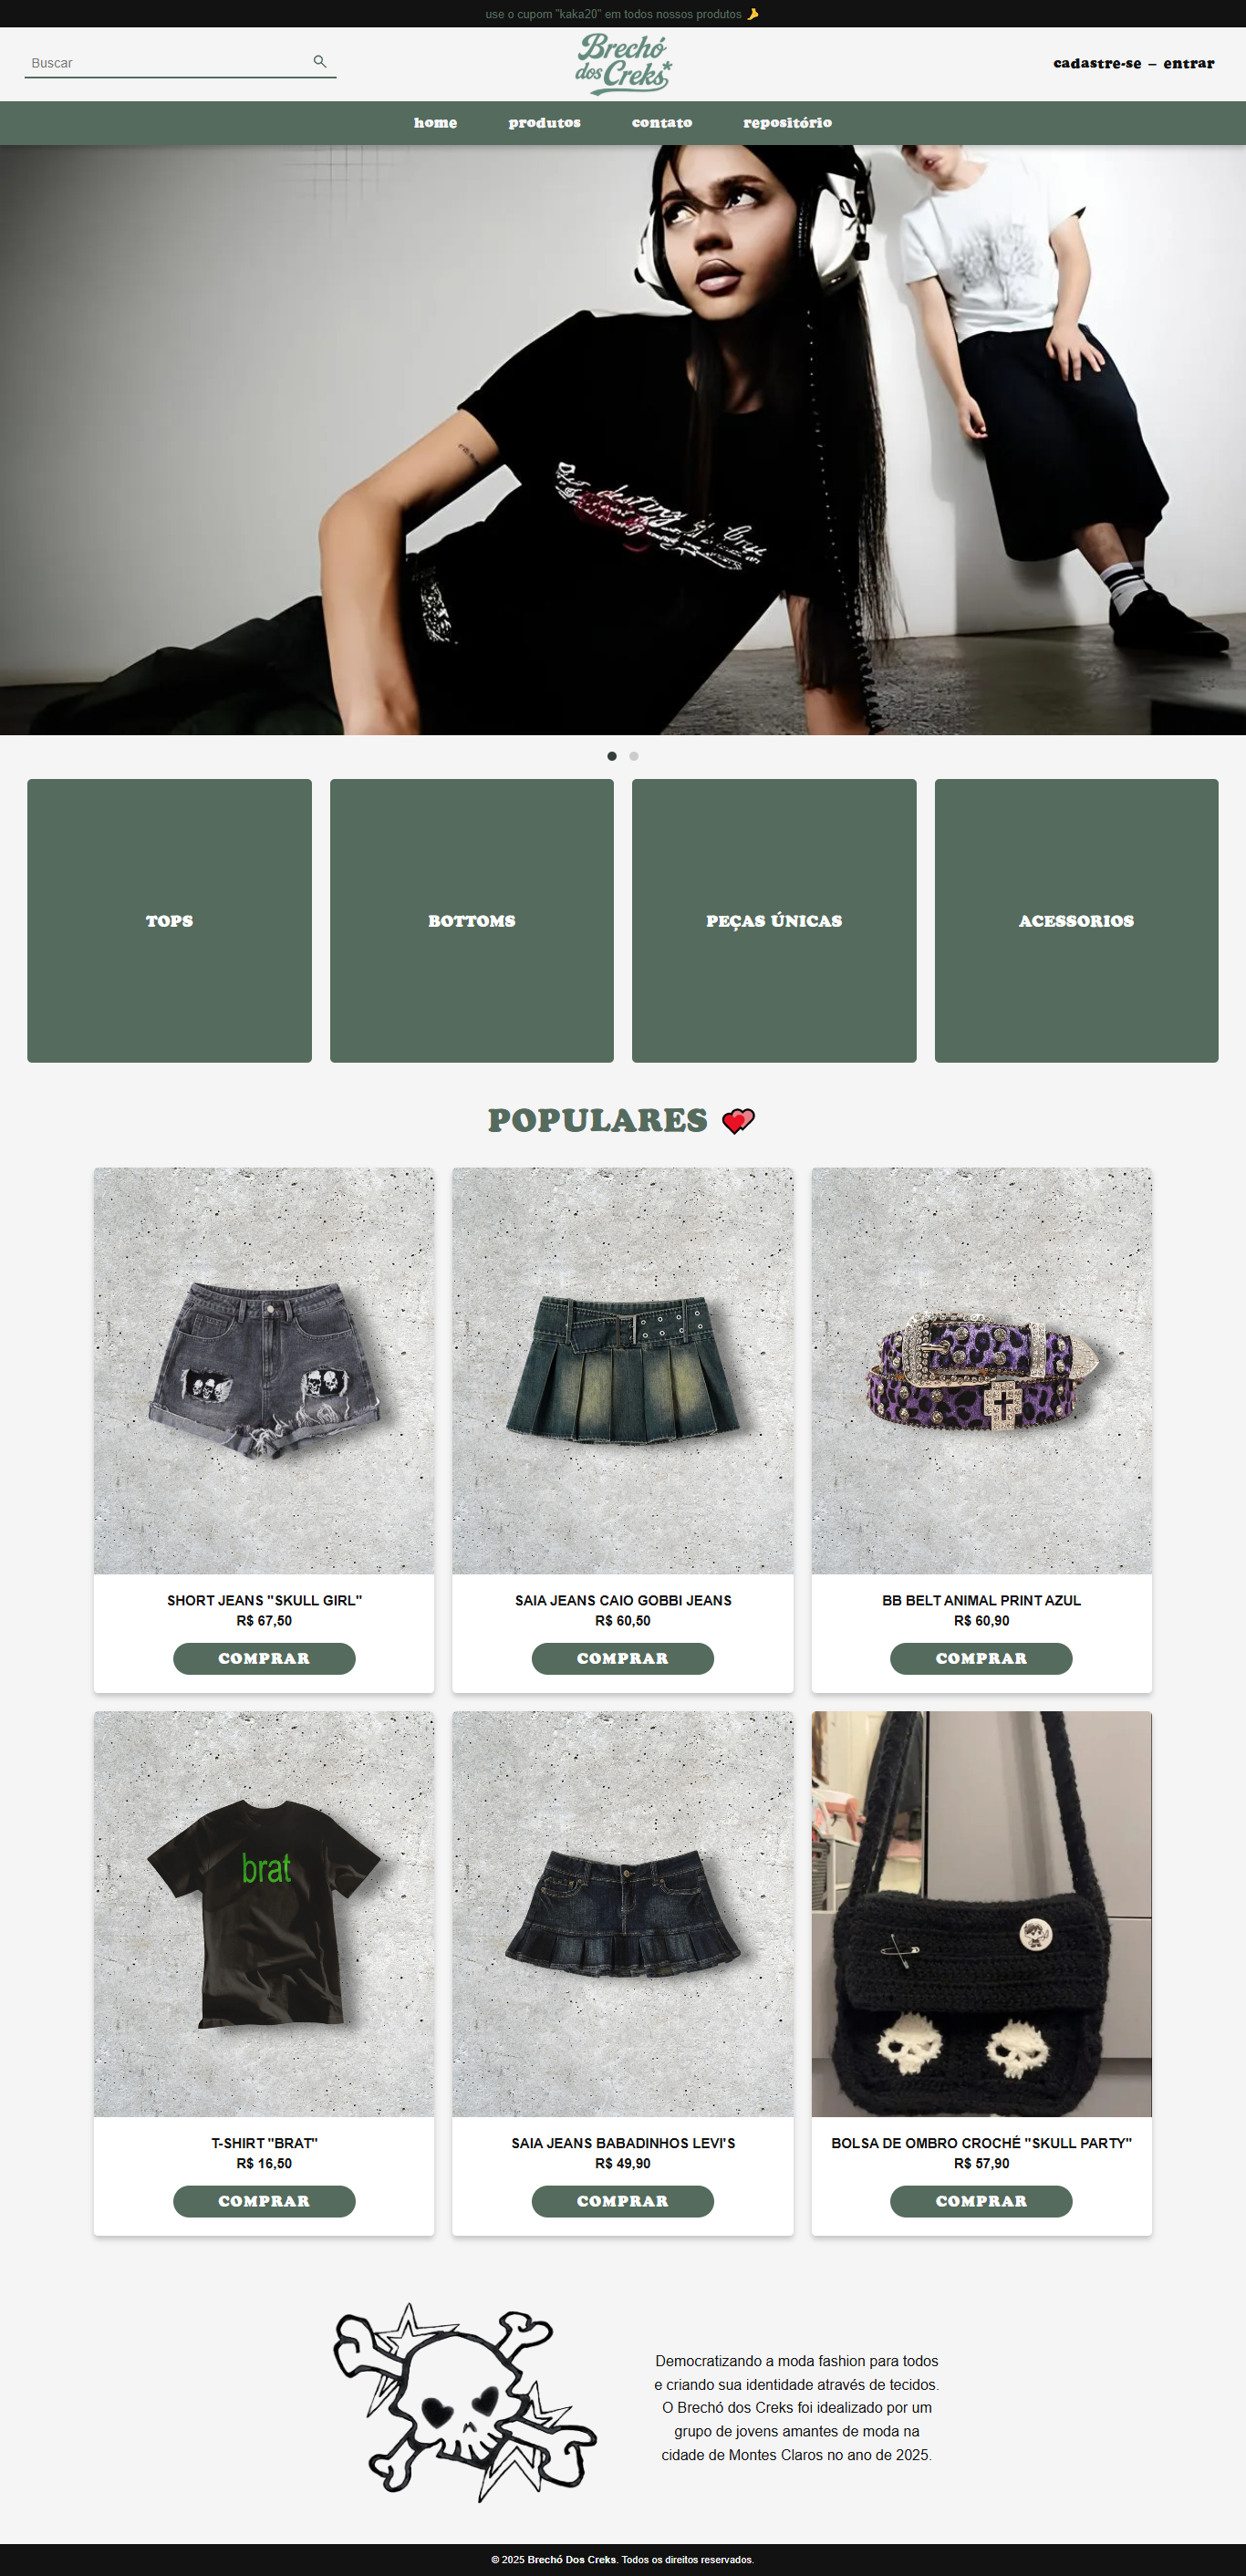 use o cupom "kaka20" em todos nossos produtos
Buscar
Brechó
dos Creks*
cadastre-se – entrar
home produtos contato repositório
TOPS BOTTOMS PEÇAS ÚNICAS ACESSORIOS
POPULARES
SHORT JEANS "SKULL GIRL"
R$ 67,50
COMPRAR
SAIA JEANS CAIO GOBBI JEANS
R$ 60,50
COMPRAR
BB BELT ANIMAL PRINT AZUL
R$ 60,90
COMPRAR
brat
T-SHIRT "BRAT"
R$ 16,50
COMPRAR
SAIA JEANS BABADINHOS LEVI'S
R$ 49,90
COMPRAR
BOLSA DE OMBRO CROCHÉ "SKULL PARTY"
R$ 57,90
COMPRAR
Democratizando a moda fashion para todos
e criando sua identidade através de tecidos.
O Brechó dos Creks foi idealizado por um
grupo de jovens amantes de moda na
cidade de Montes Claros no ano de 2025.
© 2025 Brechó Dos Creks. Todos os direitos reservados.